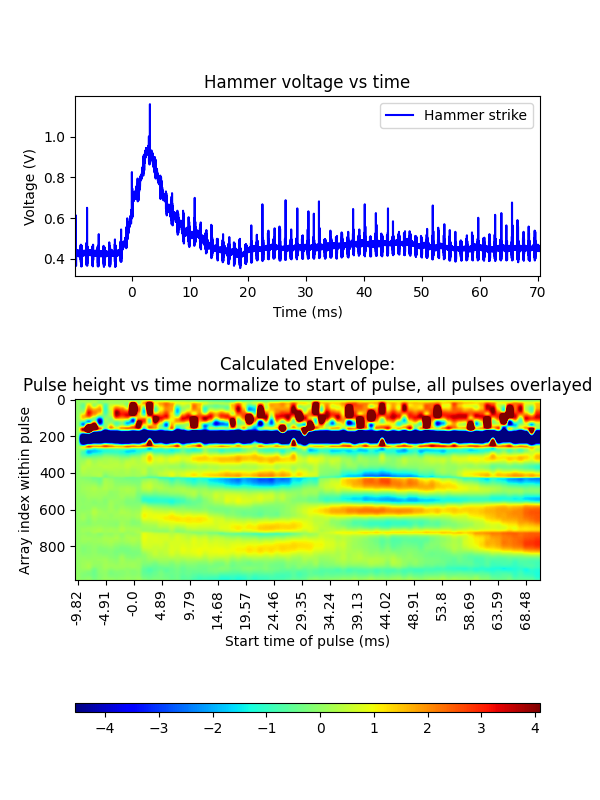 Hammer voltage vs time
Hammer strike
Voltage (V)
1.0
0.8
0.6
0.4
0 10 20 30 40 50 60 70
Time (ms)
Calculated Envelope:
Pulse height vs time normalize to start of pulse, all pulses overlayed
Array index within pulse
0
200
400
600
800
-9.82 -4.91 -0.0 4.89 9.79 14.68 19.57 24.46 29.35 34.24 39.13 44.02 48.91 53.8 58.69 63.59 68.48
Start time of pulse (ms)
−4 −3 −2 −1 0 1 2 3 4